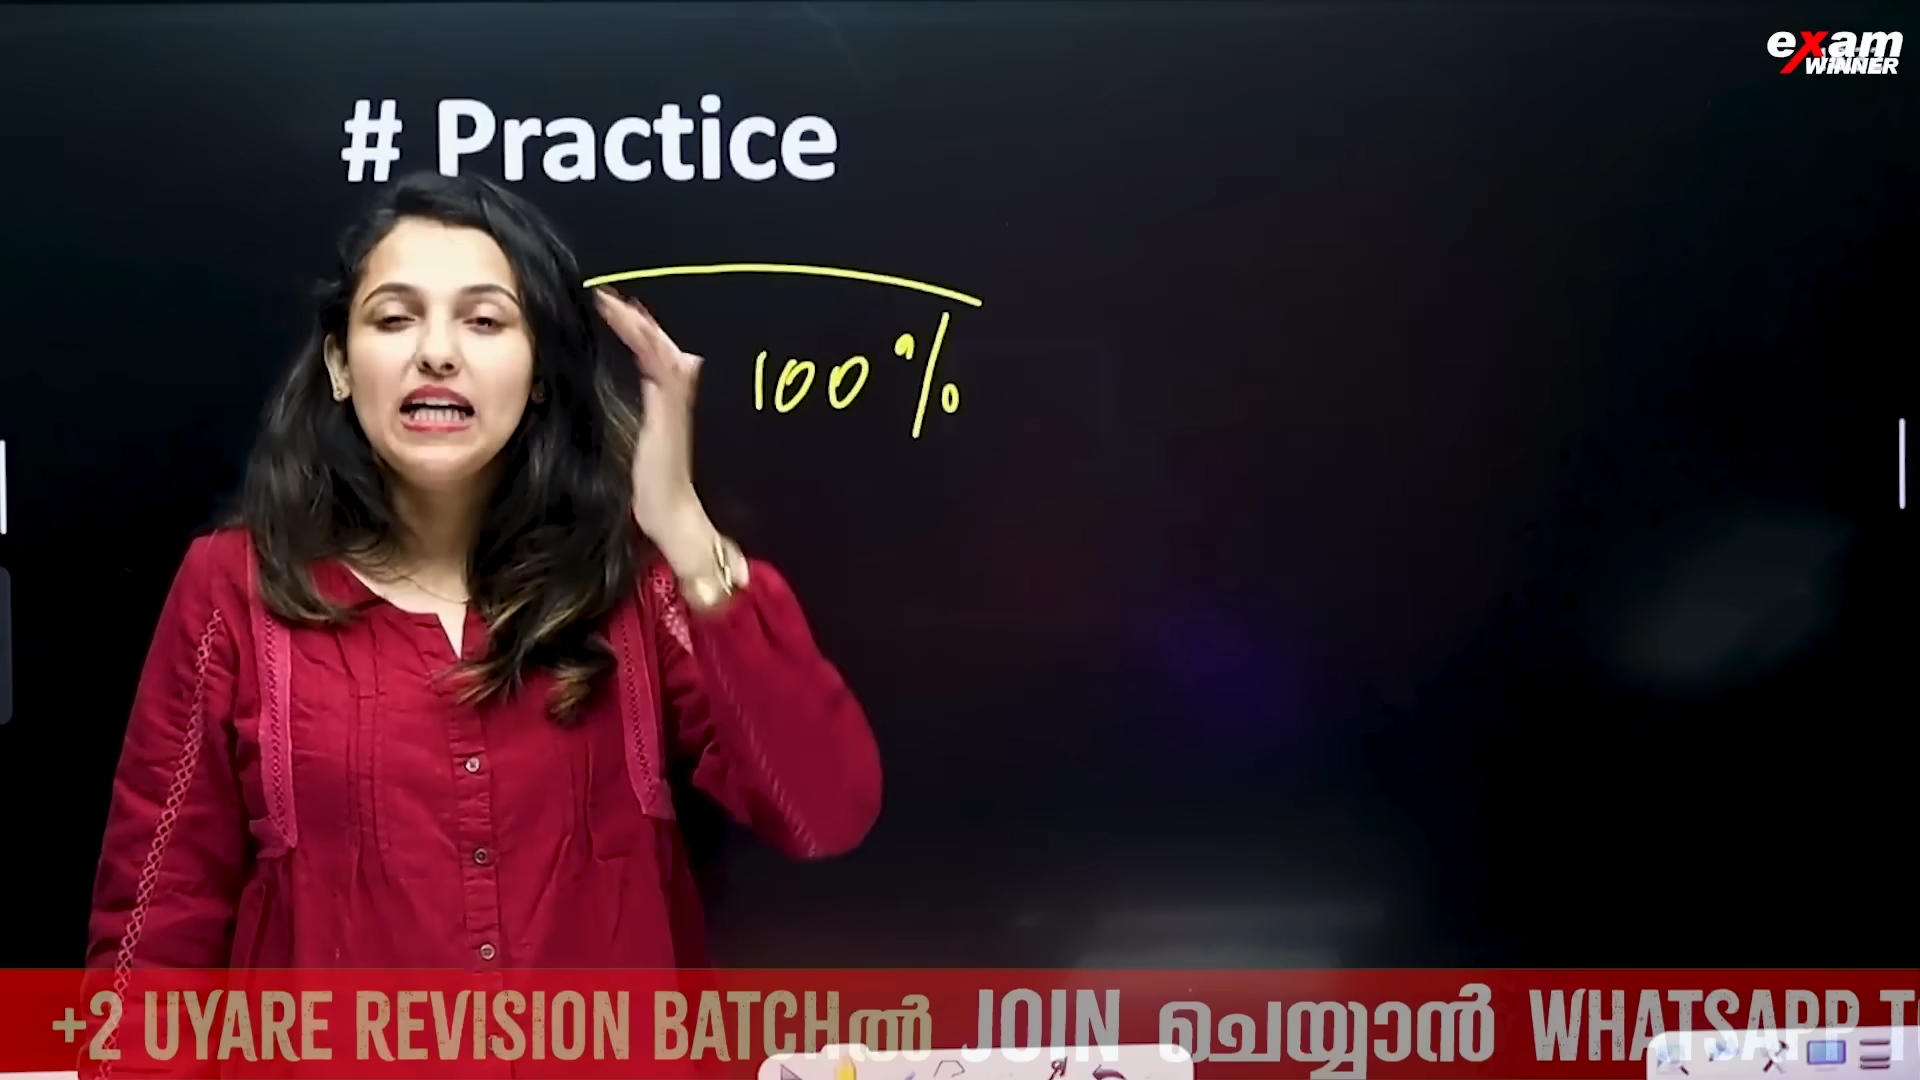 exam
WINNER
# Practice
100%
+2 UYARE REVISION BATCHൽ JOIN ചെയ്യാൻ WHATSAPP